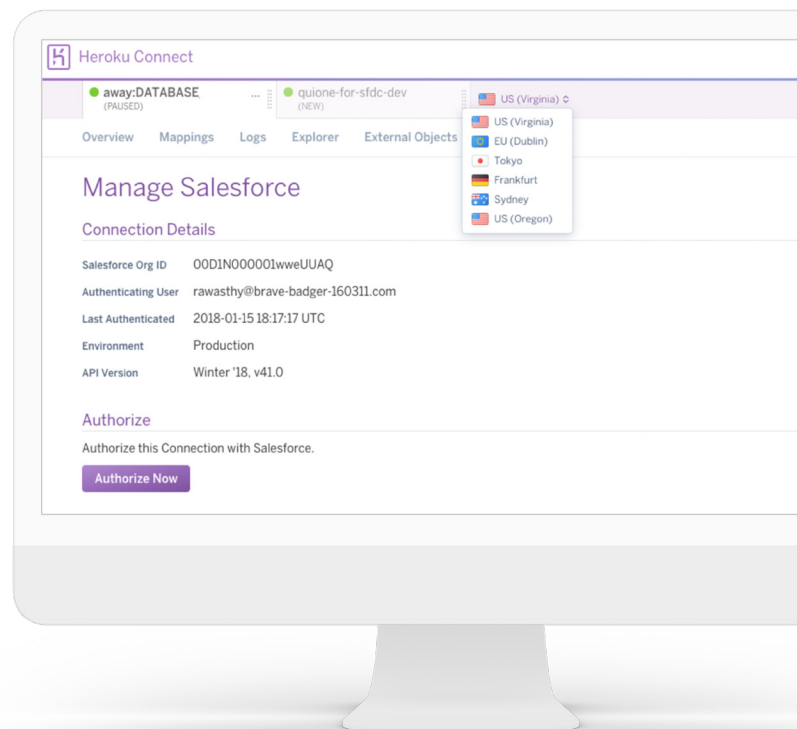 Heroku Connect
away:DATABASE ... quione-for-sfdc-dev US (Virginia)
(PAUSED) (NEW)
US (Virginia)
Overview Mappings Logs Explorer External Objects
EU (Dublin)
Tokyo
Frankfurt
Sydney
US (Oregon)
Manage Salesforce
Connection Details
Salesforce Org ID 00D1N000001wweUUAQ
Authenticating User rawasthy@brave-badger-160311.com
Last Authenticated 2018-01-15 18:17:17 UTC
Environment Production
API Version Winter '18, v41.0
Authorize
Authorize this Connection with Salesforce.
Authorize Now